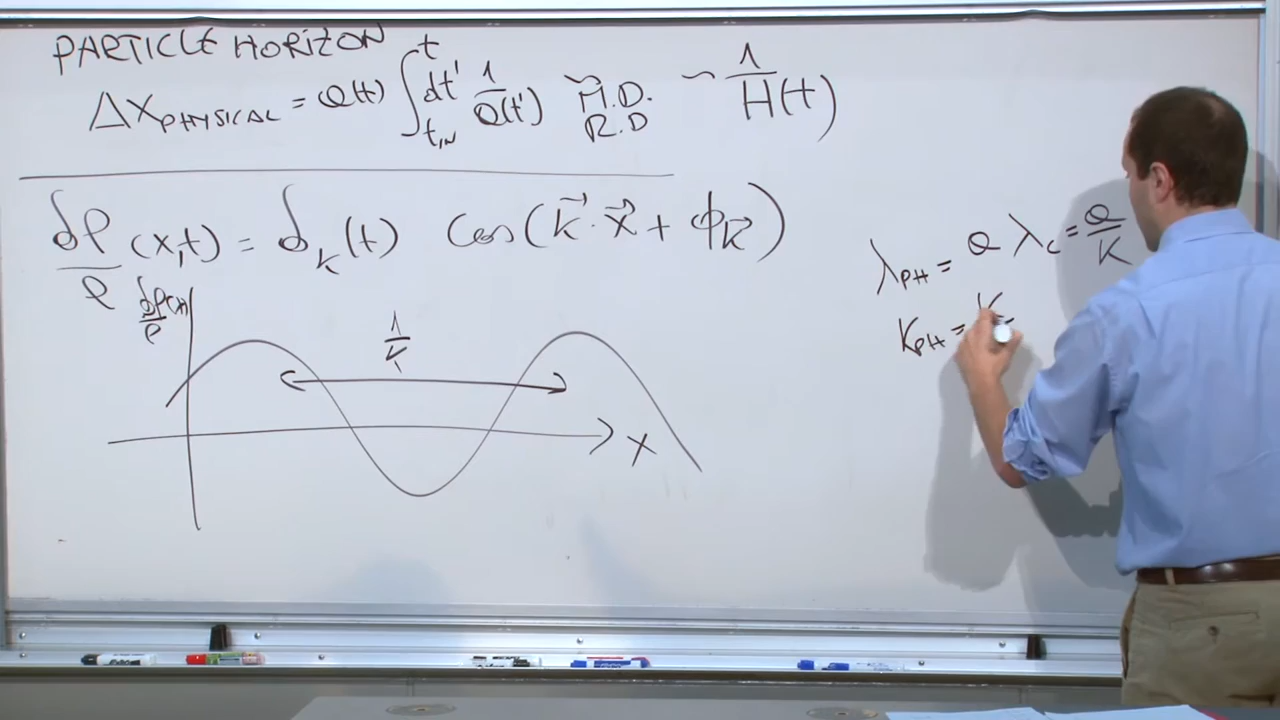 PARTICLE HORIZON
Δx_PHYSICAL = a(t) ∫_{t_IN}^{t} dt' 1/a(t') ~ M.D. R.D ~ 1/H(t)
δρ/ρ (x,t) = δ_k(t) cos(k⃗·x⃗ + ϕ_k⃗)
λ_PH = a λ_c = a/k
k_PH = k
δρ(x)/ρ
1/k
x